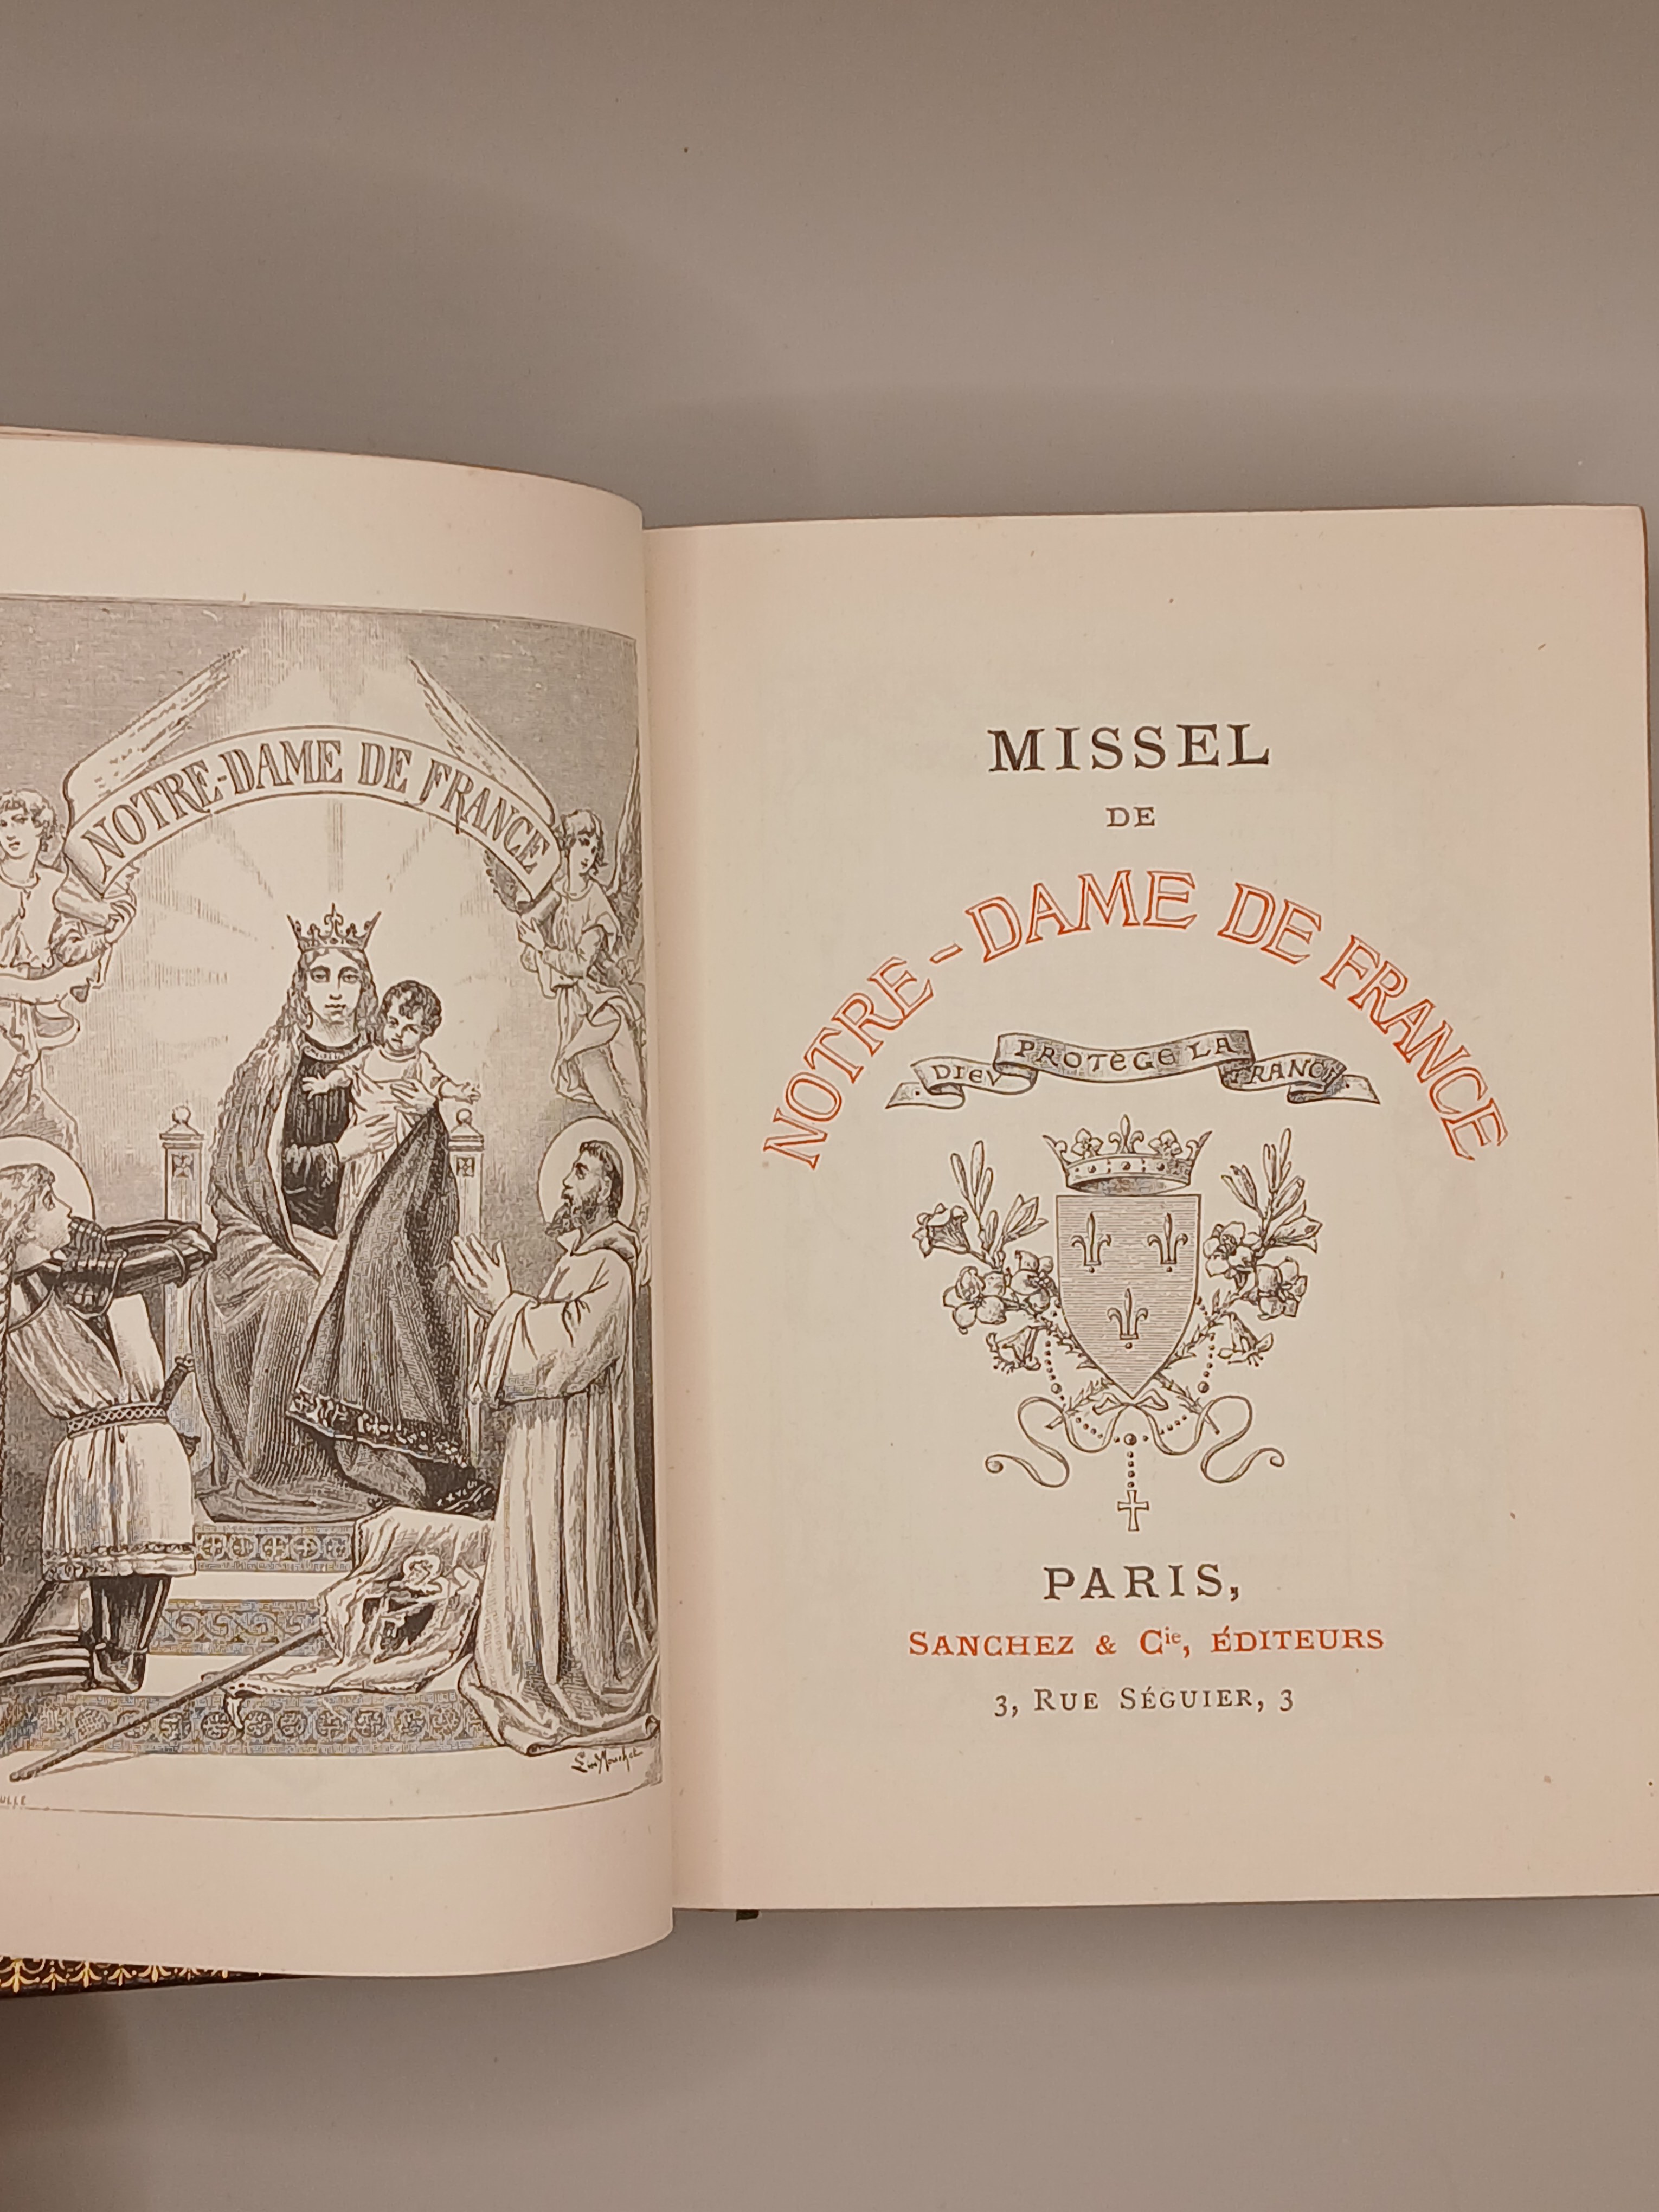 NOTRE-DAME DE FRANCE
MISSEL
DE
NOTRE-DAME DE FRANCE
DIEV PROTÈGE LA FRANCE
PARIS,
SANCHEZ & Cie, ÉDITEURS
3, RUE SÉGUIER, 3